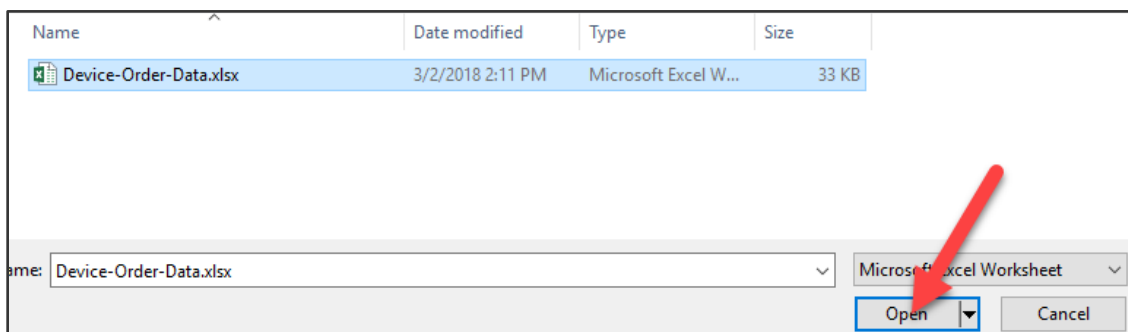 Name Date modified Type Size
Device-Order-Data.xlsx 3/2/2018 2:11 PM Microsoft Excel W... 33 KB
ame: Device-Order-Data.xlsx Microsoft Excel Worksheet
Open Cancel